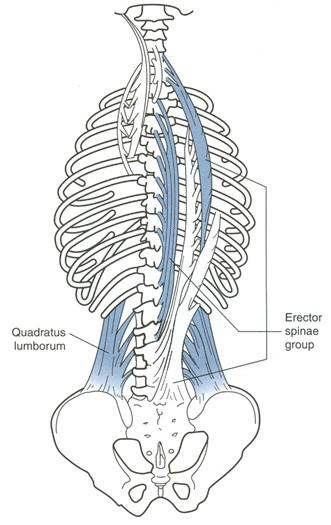 Quadratus
lumborum
Erector
spinae
group